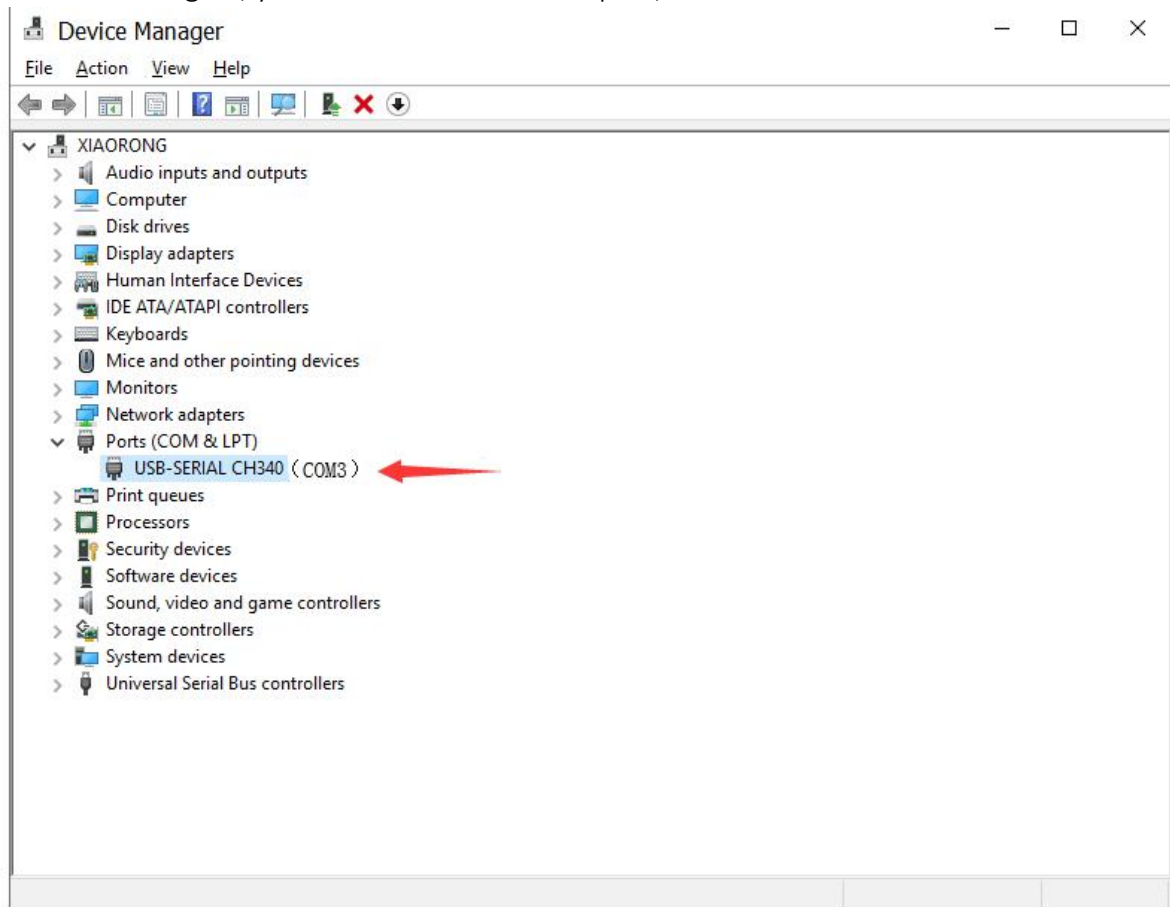 Device Manager
File Action View Help
XIAORONG
Audio inputs and outputs
Computer
Disk drives
Display adapters
Human Interface Devices
IDE ATA/ATAPI controllers
Keyboards
Mice and other pointing devices
Monitors
Network adapters
Ports (COM & LPT)
USB-SERIAL CH340 (COM3)
Print queues
Processors
Security devices
Software devices
Sound, video and game controllers
Storage controllers
System devices
Universal Serial Bus controllers